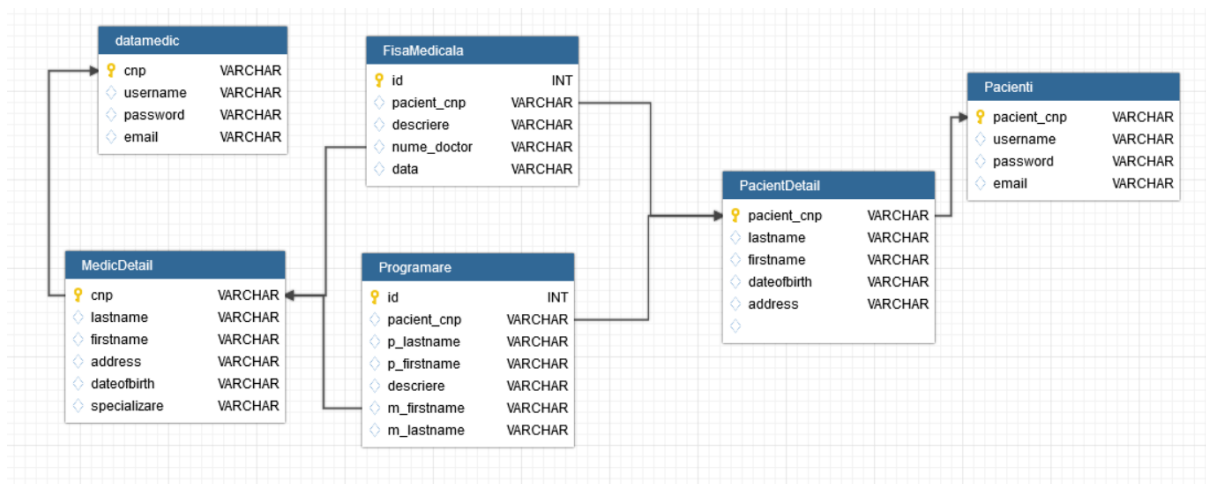 datamedic
cnp VARCHAR
username VARCHAR
password VARCHAR
email VARCHAR
FisaMedicala
id INT
pacient_cnp VARCHAR
descriere VARCHAR
nume_doctor VARCHAR
data VARCHAR
Pacienti
pacient_cnp VARCHAR
username VARCHAR
password VARCHAR
email VARCHAR
PacientDetail
pacient_cnp VARCHAR
lastname VARCHAR
firstname VARCHAR
dateofbirth VARCHAR
address VARCHAR
MedicDetail
cnp VARCHAR
lastname VARCHAR
firstname VARCHAR
address VARCHAR
dateofbirth VARCHAR
specializare VARCHAR
Programare
id INT
pacient_cnp VARCHAR
p_lastname VARCHAR
p_firstname VARCHAR
descriere VARCHAR
m_firstname VARCHAR
m_lastname VARCHAR